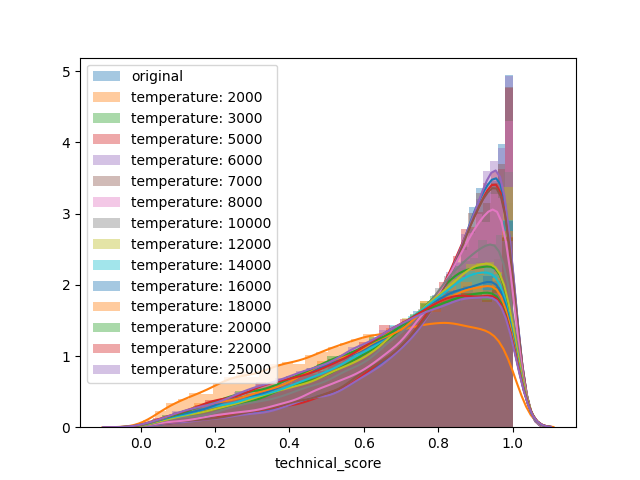 5
4
3
2
1
0
original
temperature: 2000
temperature: 3000
temperature: 5000
temperature: 6000
temperature: 7000
temperature: 8000
temperature: 10000
temperature: 12000
temperature: 14000
temperature: 16000
temperature: 18000
temperature: 20000
temperature: 22000
temperature: 25000
0.0 0.2 0.4 0.6 0.8 1.0
technical_score